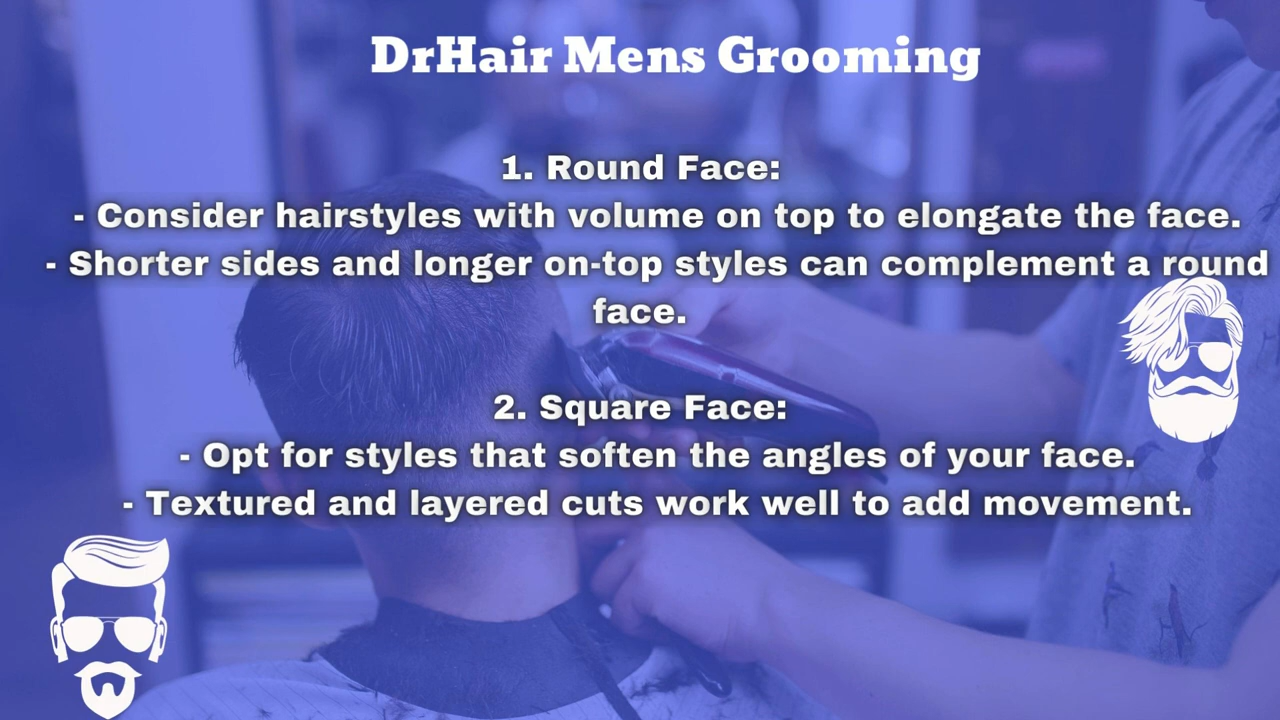 DrHair Mens Grooming
1. Round Face:
- Consider hairstyles with volume on top to elongate the face.
- Shorter sides and longer on-top styles can complement a round
face.
2. Square Face:
- Opt for styles that soften the angles of your face.
- Textured and layered cuts work well to add movement.